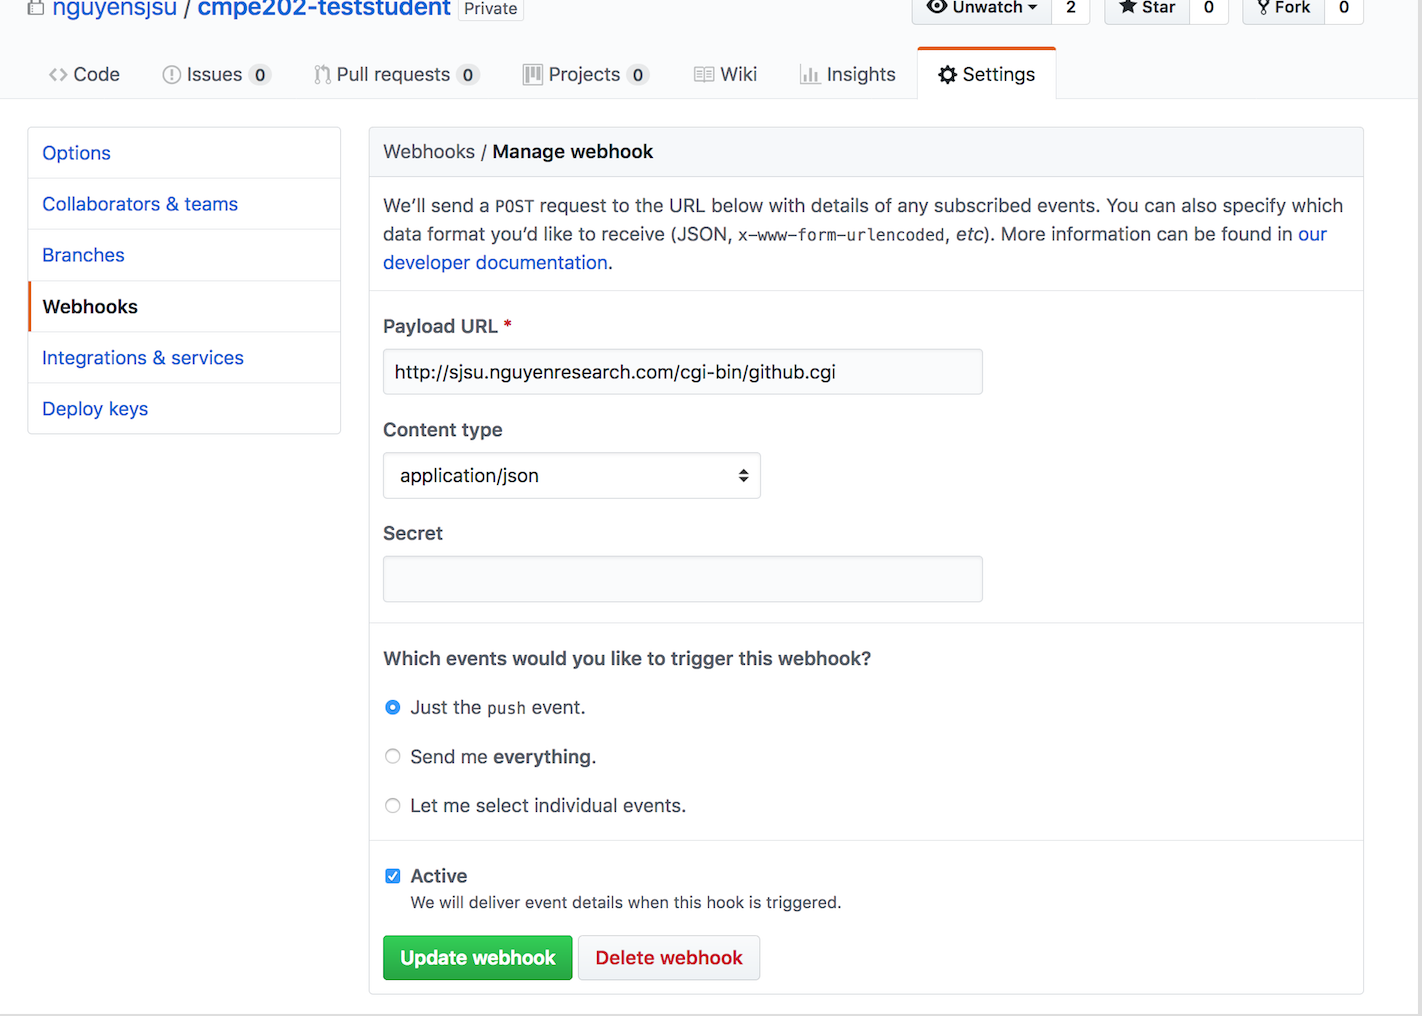 nguyensjsu / cmpe202-teststudent Private Unwatch 2 Star 0 Fork 0
Code Issues 0 Pull requests 0 Projects 0 Wiki Insights Settings
Options
Collaborators & teams
Branches
Webhooks
Integrations & services
Deploy keys
Webhooks / Manage webhook
We’ll send a POST request to the URL below with details of any subscribed events. You can also specify which
data format you’d like to receive (JSON, x-www-form-urlencoded, etc). More information can be found in our
developer documentation.
Payload URL *
http://sjsu.nguyenresearch.com/cgi-bin/github.cgi
Content type
application/json
Secret
Which events would you like to trigger this webhook?
Just the push event.
Send me everything.
Let me select individual events.
Active
We will deliver event details when this hook is triggered.
Update webhook Delete webhook